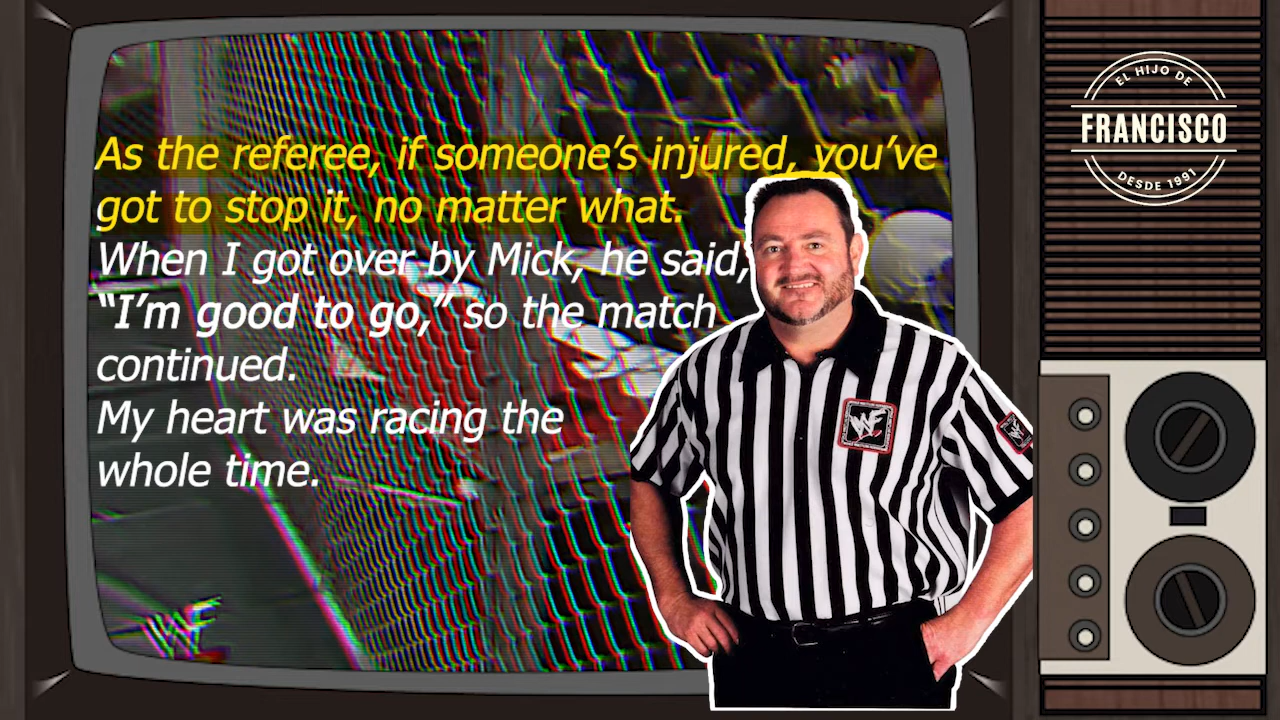 As the referee, if someone’s injured, you’ve
got to stop it, no matter what.
When I got over by Mick, he said,
“I’m good to go,” so the match
continued.
My heart was racing the
whole time.
EL HIJO DE
FRANCISCO
DESDE 1991
WF
WF